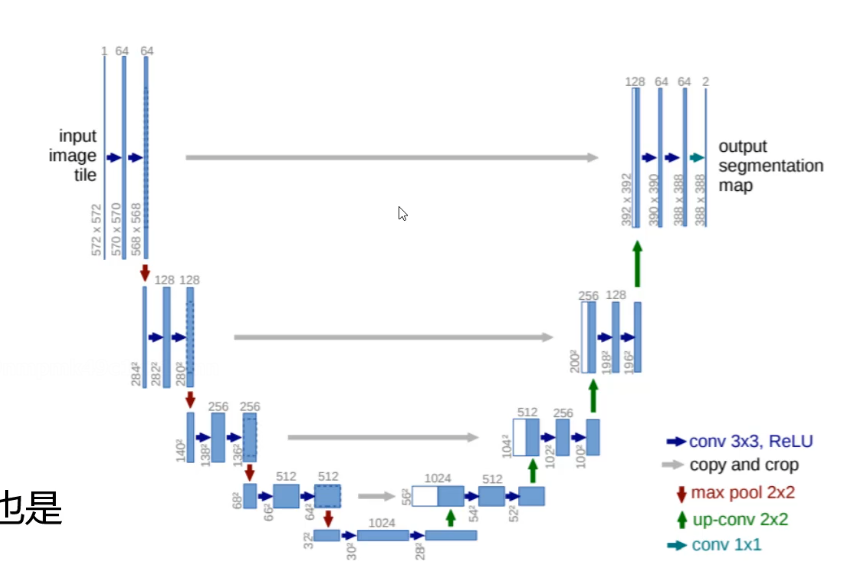 1 64 64
128 64 64 2
input
image
tile
output
segmentation
map
572 x 572
570 x 570
568 x 568
392 x 392
390 x 390
388 x 388
388 x 388
128 128
256 128
284²
282²
280²
200²
198²
196²
256 256
512 256
140²
138²
136²
104²
102²
100²
conv 3x3, ReLU
copy and crop
max pool 2x2
up-conv 2x2
conv 1x1
512 512
1024 512
68²
66²
64²
56²
54²
52²
也是
1024
32²
30²
28²